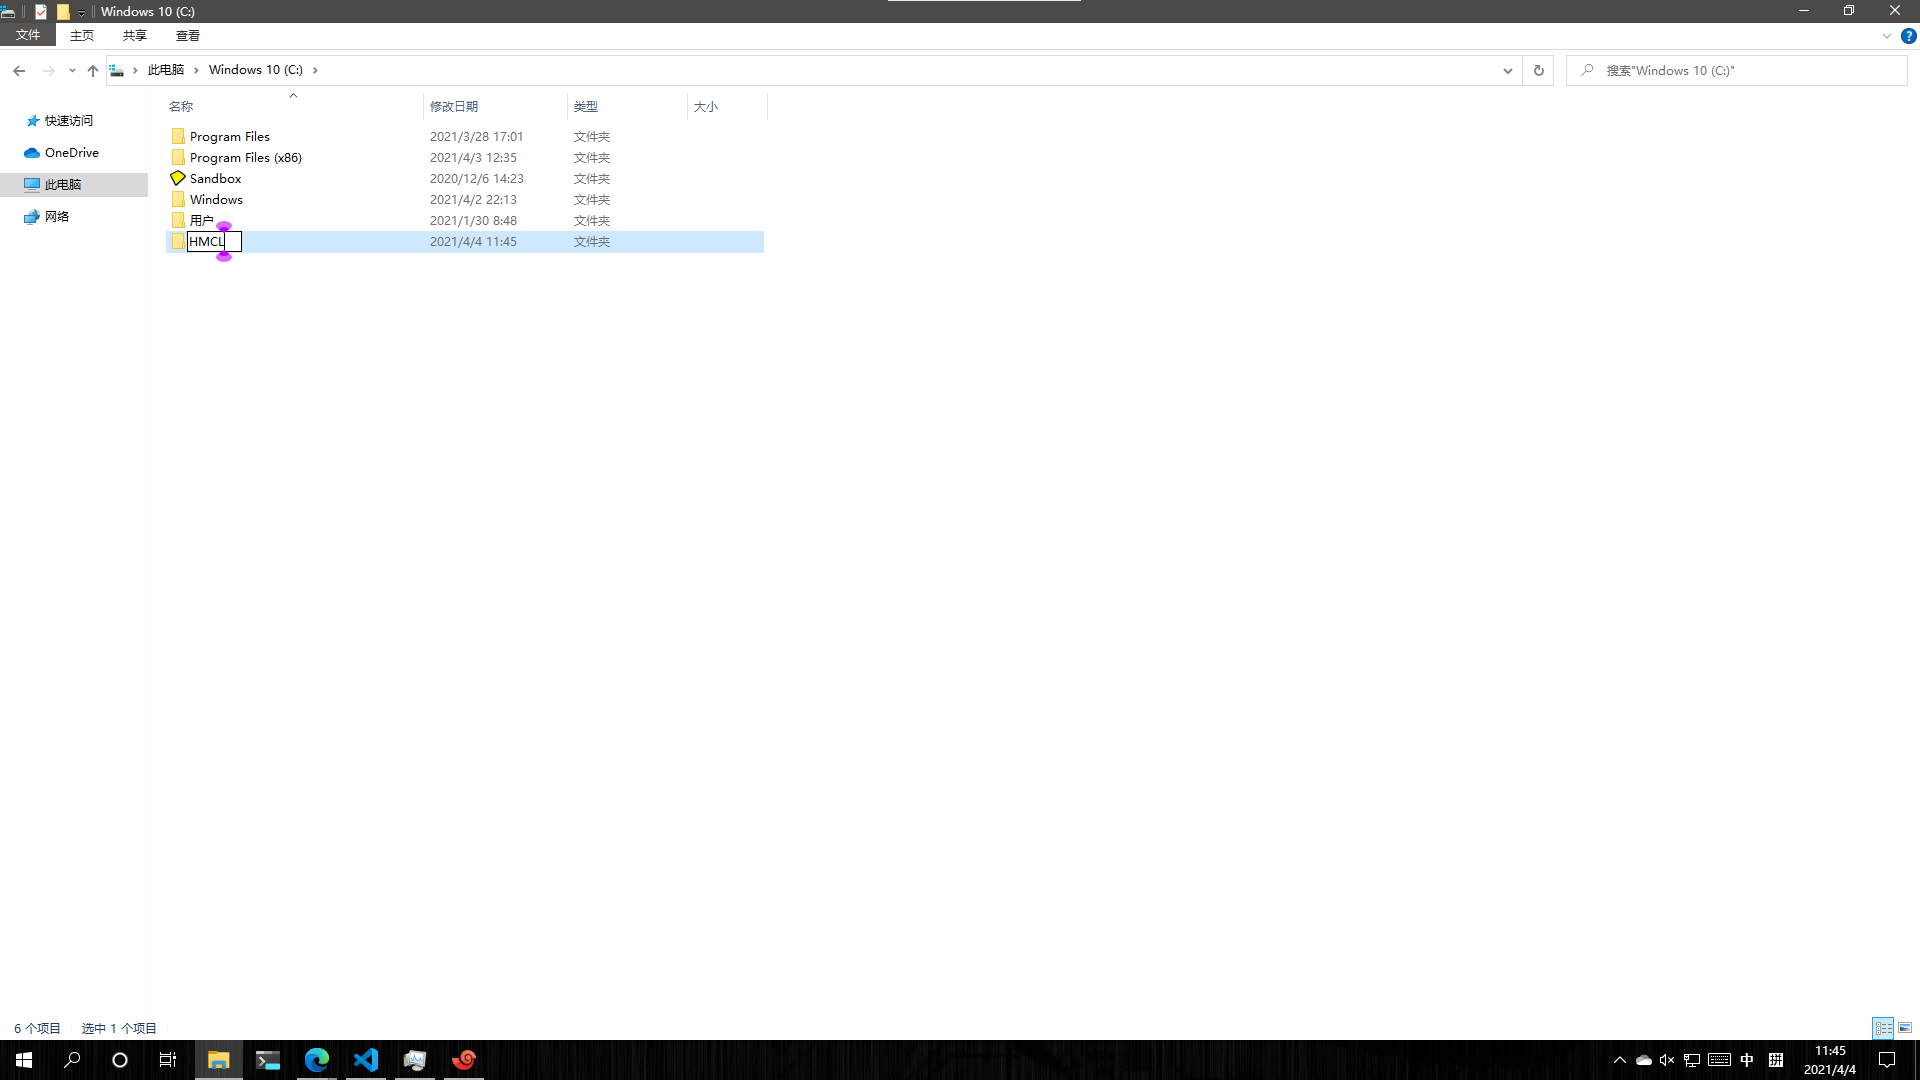 Windows 10 (C:)
文件 主页 共享 查看
此电脑 Windows 10 (C:) 搜索"Windows 10 (C:)"
名称 修改日期 类型 大小
快速访问
OneDrive
此电脑
网络
Program Files 2021/3/28 17:01 文件夹
Program Files (x86) 2021/4/3 12:35 文件夹
Sandbox 2020/12/6 14:23 文件夹
Windows 2021/4/2 22:13 文件夹
用户 2021/1/30 8:48 文件夹
HMCL 2021/4/4 11:45 文件夹
6 个项目 选中 1 个项目
中 拼 11:45
2021/4/4